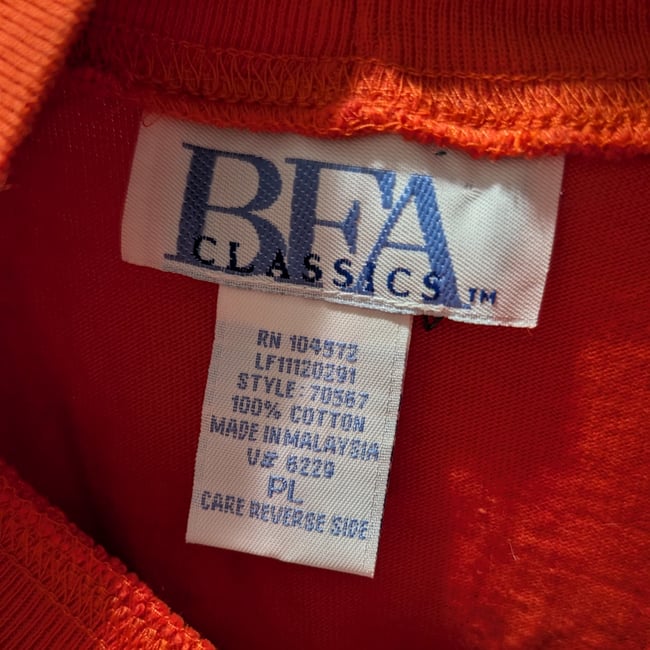 BFA
CLASSICS™
RN 104572
LF11120291
STYLE: 70567
100% COTTON
MADE IN MALAYSIA
V# 6229
PL
CARE REVERSE SIDE